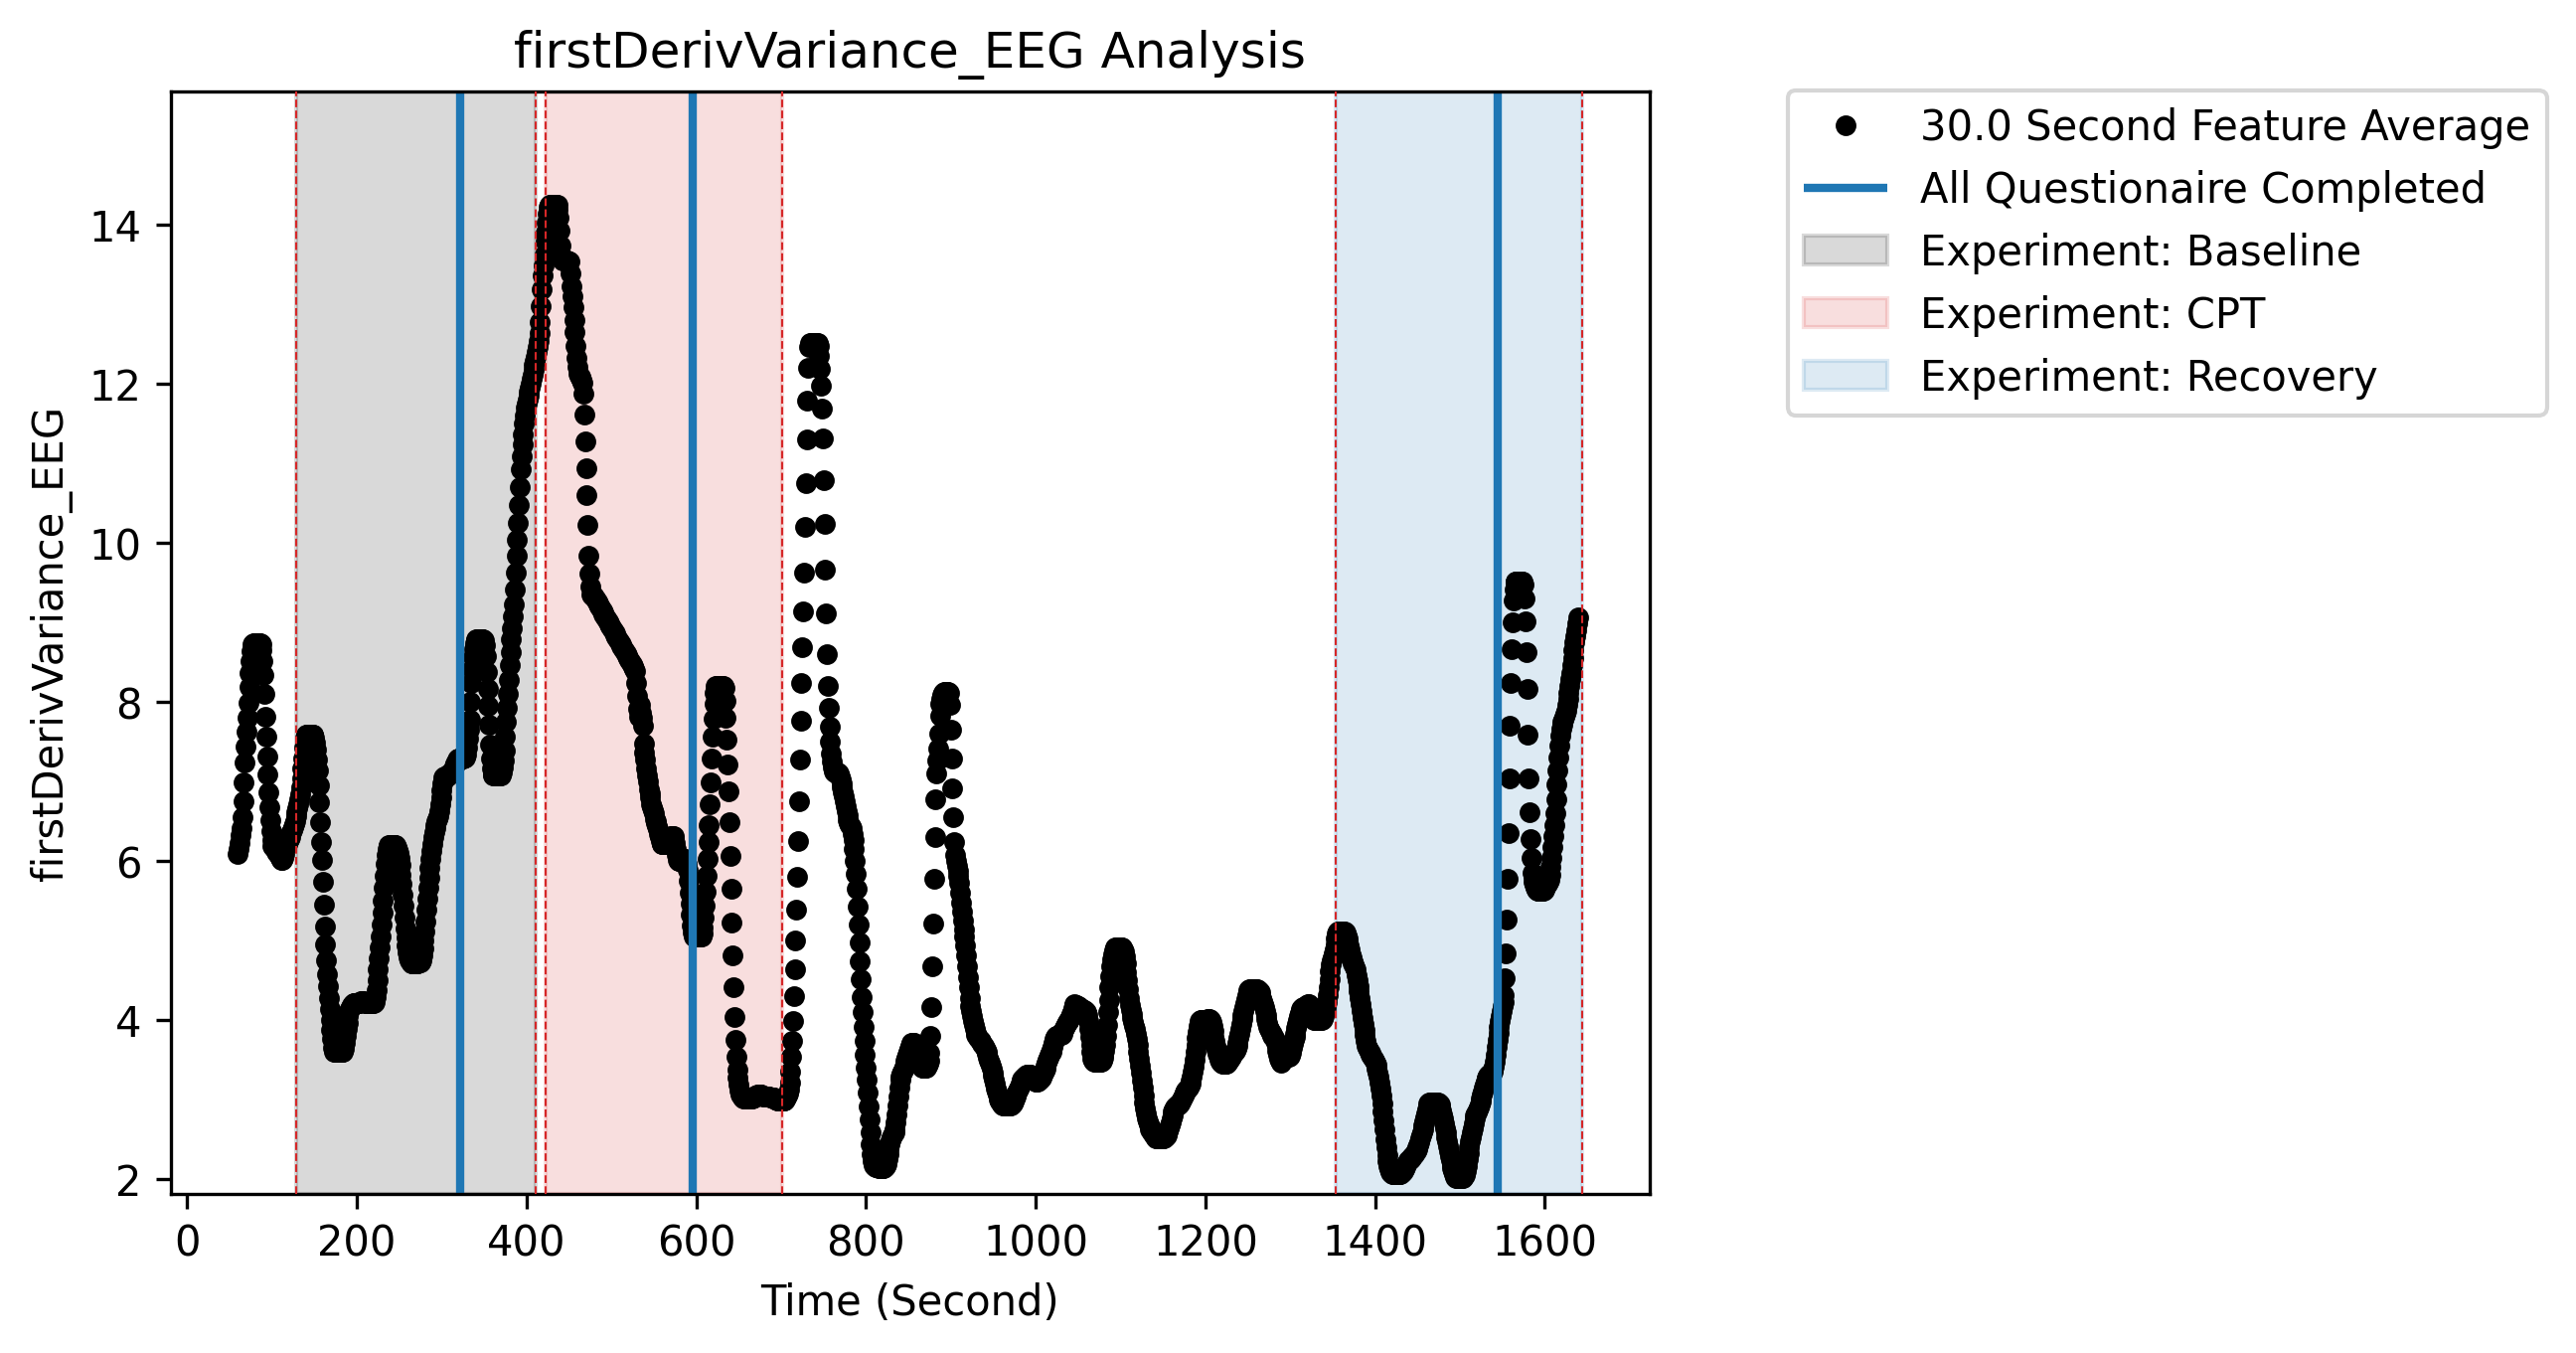 firstDerivVariance_EEG Analysis
30.0 Second Feature Average
All Questionaire Completed
Experiment: Baseline
Experiment: CPT
Experiment: Recovery
firstDerivVariance_EEG
14
12
10
8
6
4
2
0 200 400 600 800 1000 1200 1400 1600
Time (Second)